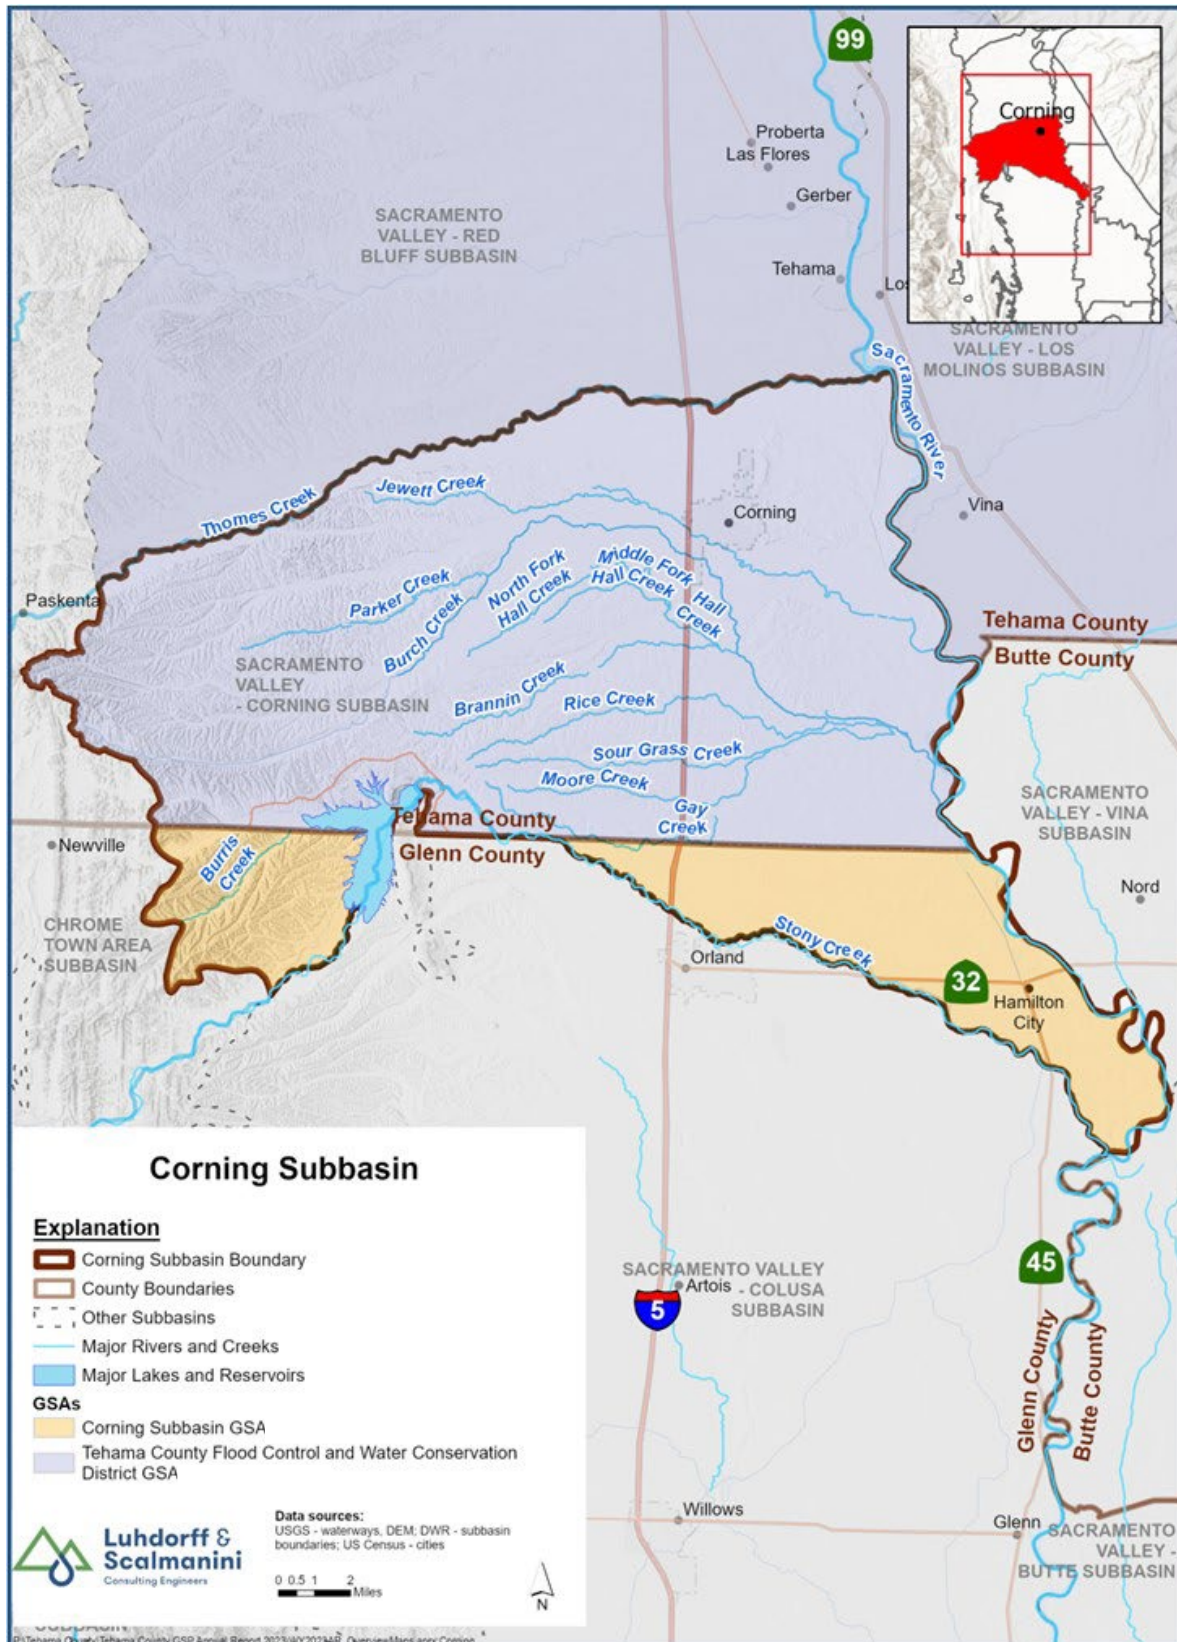 99
Corning
Proberta
Las Flores
Gerber
SACRAMENTO
VALLEY - RED
BLUFF SUBBASIN
Tehama
Los
SACRAMENTO
VALLEY - LOS
MOLINOS SUBBASIN
Sacramento River
Jewett Creek
Thomes Creek
Corning
Vina
North Fork
Hall Creek
Middle Fork Hall
Hall Creek
Creek
Parker Creek
Burch Creek
Paskenta
Tehama County
Butte County
SACRAMENTO
VALLEY
- CORNING SUBBASIN
Brannin Creek
Rice Creek
Sour Grass Creek
Moore Creek
Gay
Creek
SACRAMENTO
VALLEY - VINA
SUBBASIN
Tehama County
Glenn County
Newville
Burris
Creek
Nord
CHROME
TOWN AREA
SUBBASIN
Stony Creek
Orland
32
Hamilton
City
Corning Subbasin
Explanation
Corning Subbasin Boundary
County Boundaries
Other Subbasins
Major Rivers and Creeks
Major Lakes and Reservoirs
GSAs
Corning Subbasin GSA
Tehama County Flood Control and Water Conservation
District GSA
Luhdorff &
Scalmanini
Consulting Engineers
Data sources:
USGS - waterways, DEM; DWR - subbasin
boundaries; US Census - cities
0 0.5 1 2
Miles
N
SACRAMENTO VALLEY
- COLUSA
SUBBASIN
Artois
5
45
Glenn County
Butte County
Willows
Glenn
SACRAMENTO
VALLEY -
BUTTE SUBBASIN
SUBBASIN